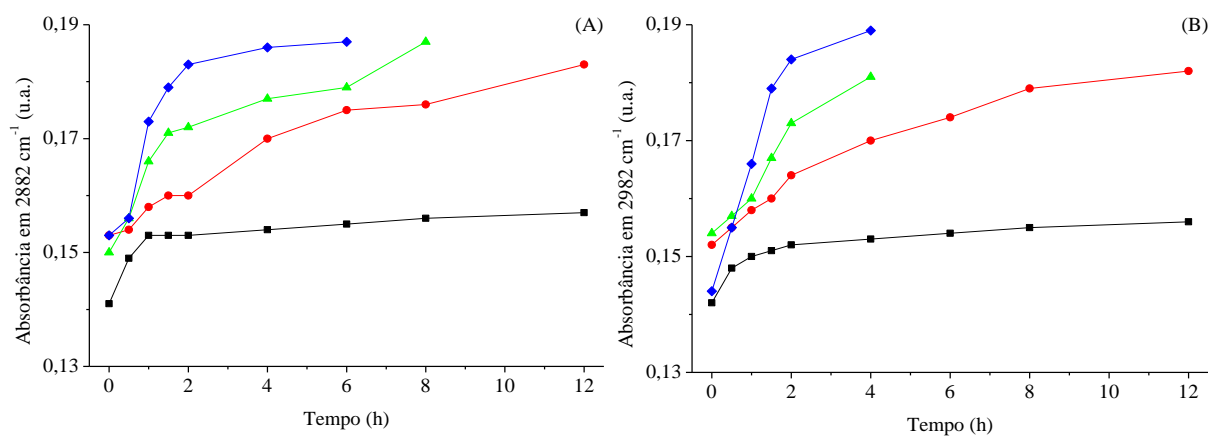 (A)
Absorbância em 2882 cm⁻¹ (u.a.)
0,19
0,17
0,15
0,13
0 2 4 6 8 10 12
Tempo (h)
(B)
Absorbância em 2982 cm⁻¹ (u.a.)
0,19
0,17
0,15
0,13
0 2 4 6 8 10 12
Tempo (h)